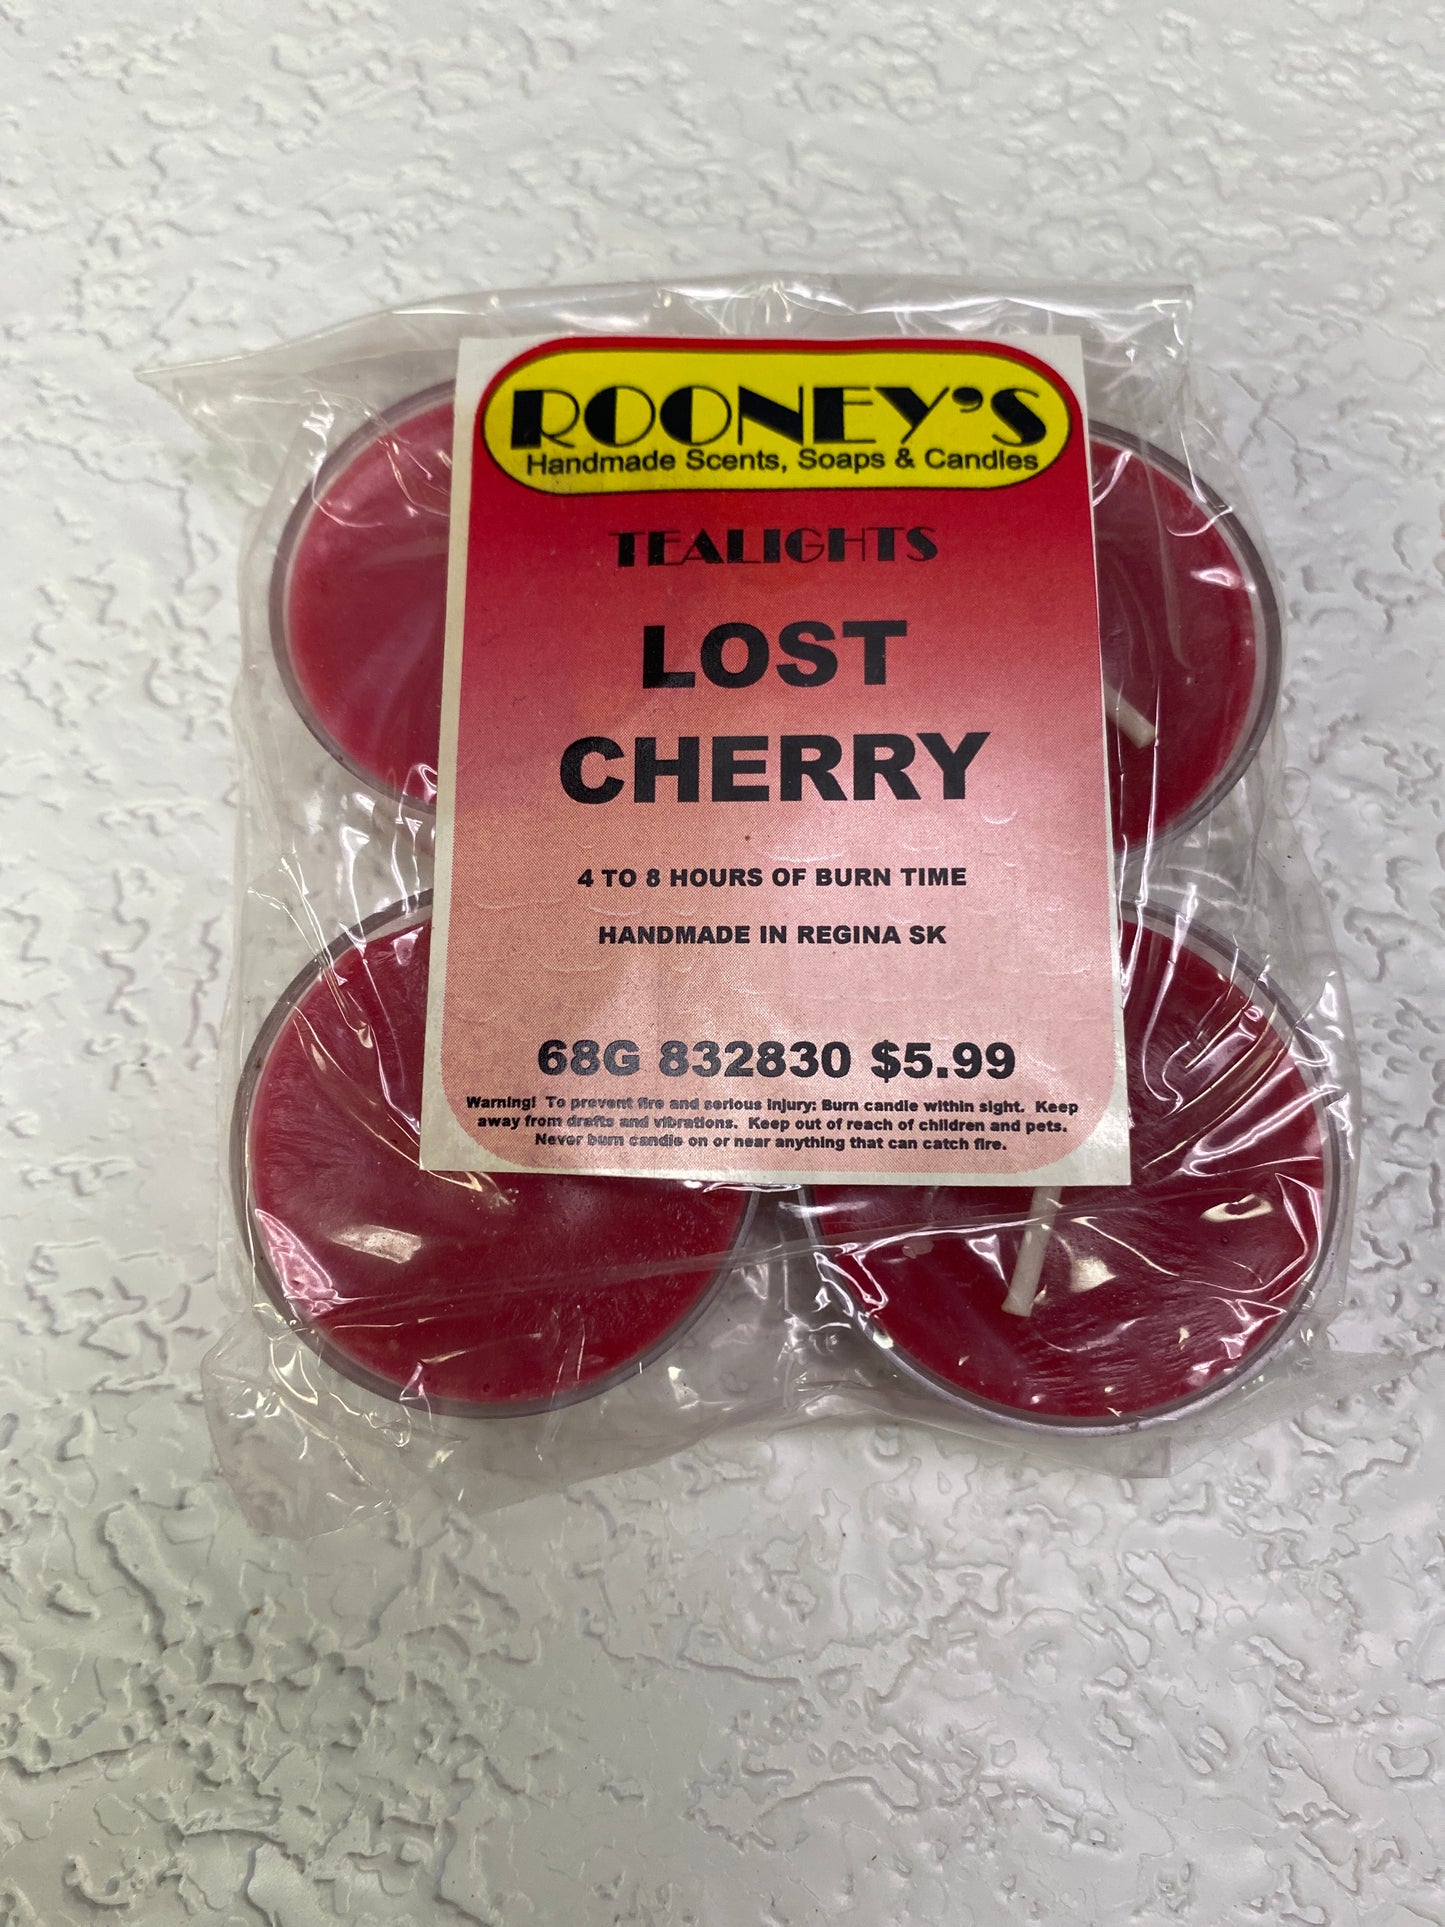 ROONEY'S
Handmade Scents, Soaps & Candles
TEALIGHTS
LOST
CHERRY
4 TO 8 HOURS OF BURN TIME
HANDMADE IN REGINA SK
68G 832830 $5.99
Warning! To prevent fire and serious injury: Burn candle within sight. Keep
away from drafts and vibrations. Keep out of reach of children and pets.
Never burn candle on or near anything that can catch fire.